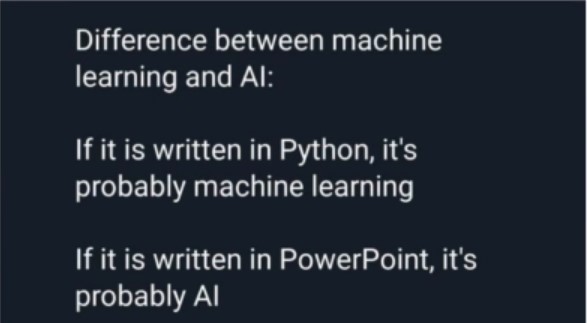 Difference between machine
learning and AI:
If it is written in Python, it's
probably machine learning
If it is written in PowerPoint, it's
probably AI